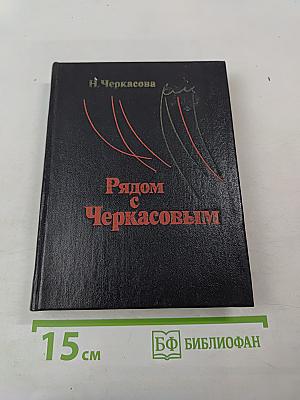 Н. Черкасова
Рядом
с
Черкасовым
15 см
БФ БИБЛИОФАН